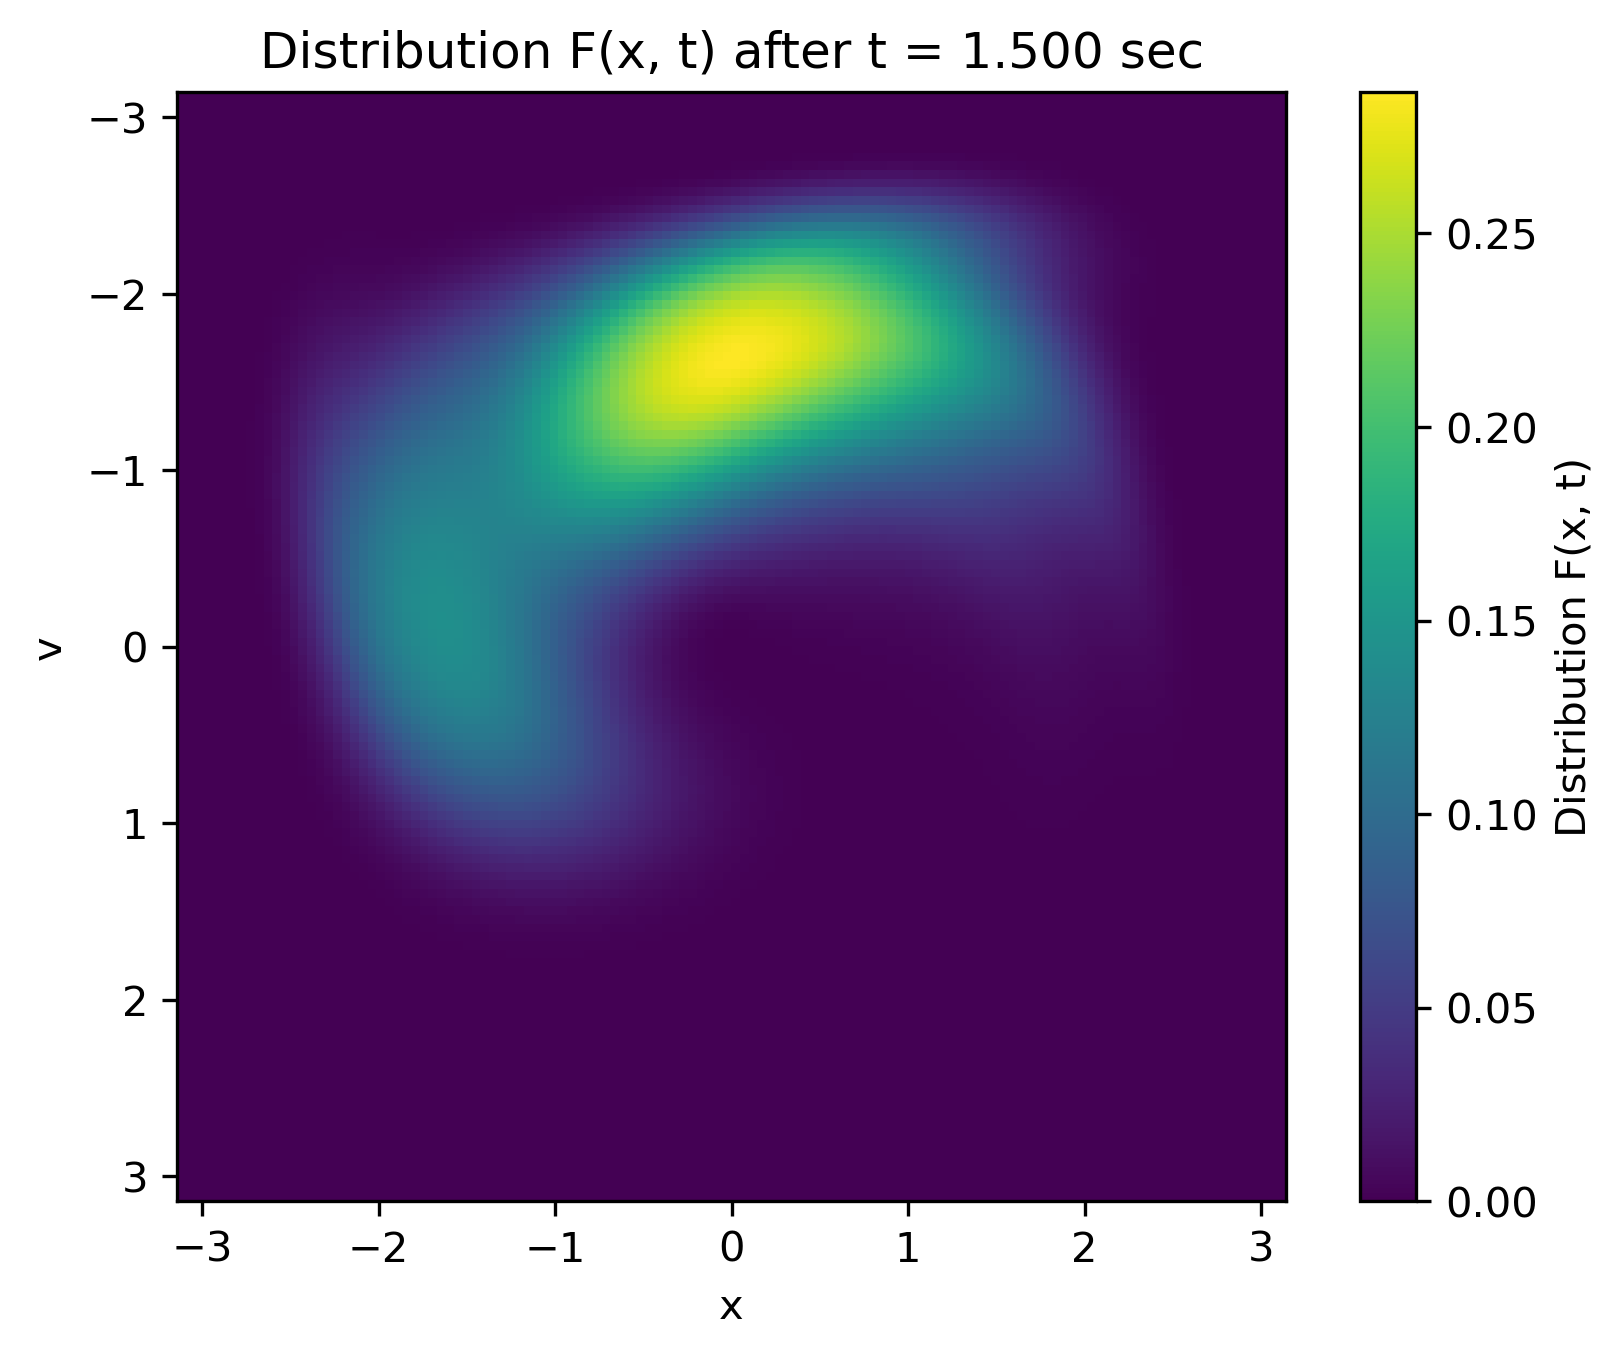 Distribution F(x, t) after t = 1.500 sec
−3
−2
−1
0
1
2
3
v
−3 −2 −1 0 1 2 3
x
0.25
0.20
0.15
0.10
0.05
0.00
Distribution F(x, t)